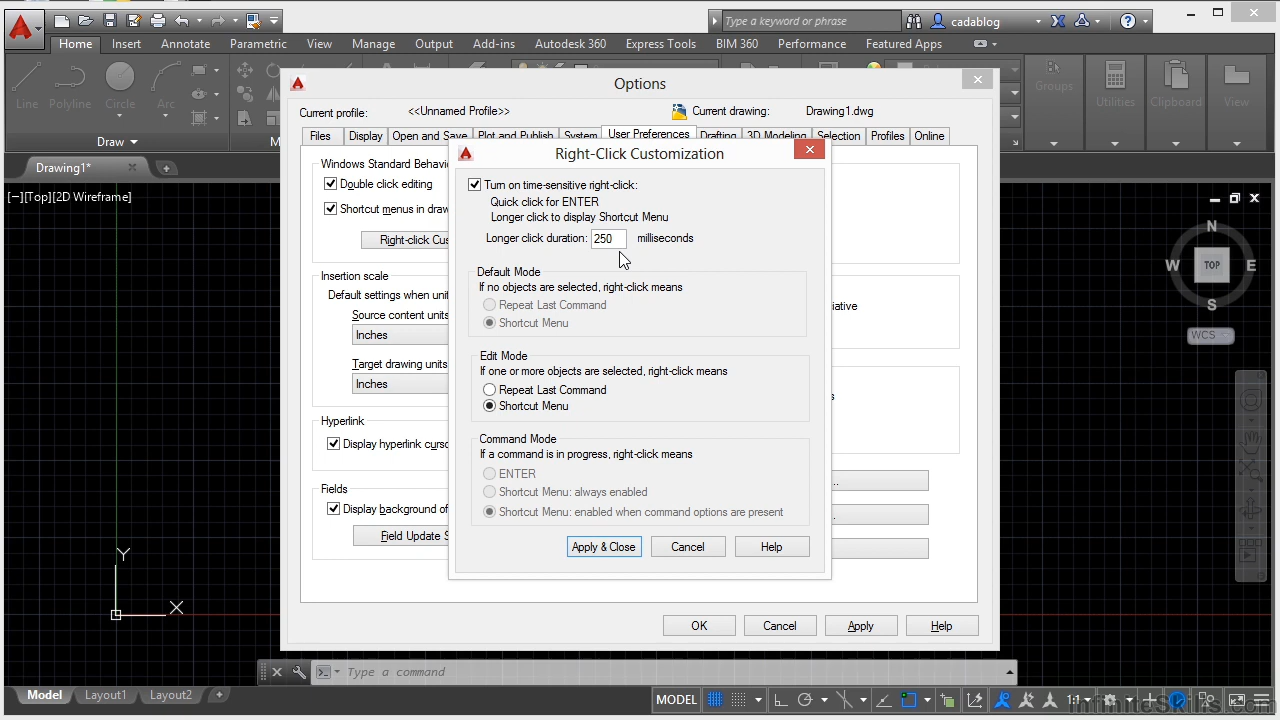 Type a keyword or phrase
cadablog
Home Insert Annotate Parametric View Manage Output Add-ins Autodesk 360 Express Tools BIM 360 Performance Featured Apps
Line Polyline Circle Arc
Groups Utilities Clipboard View
Draw
Drawing1*
[−][Top][2D Wireframe]
Options
Current profile: <<Unnamed Profile>> Current drawing: Drawing1.dwg
Files Display Open and Save Plot and Publish System User Preferences Drafting 3D Modeling Selection Profiles Online
Windows Standard Behavi
Double click editing
Shortcut menus in draw
Right-click Cus
Insertion scale
Default settings when unit
Source content units
Inches
Target drawing units
Inches
Hyperlink
Display hyperlink curso
Fields
Display background of
Field Update S
iative
Right-Click Customization
Turn on time-sensitive right-click:
Quick click for ENTER
Longer click to display Shortcut Menu
Longer click duration: 250 milliseconds
Default Mode
If no objects are selected, right-click means
Repeat Last Command
Shortcut Menu
Edit Mode
If one or more objects are selected, right-click means
Repeat Last Command
Shortcut Menu
Command Mode
If a command is in progress, right-click means
ENTER
Shortcut Menu: always enabled
Shortcut Menu: enabled when command options are present
Apply & Close Cancel Help
OK Cancel Apply Help
N
W TOP E
S
WCS
Y
X
Type a command
Model Layout1 Layout2 +
MODEL 1:1
InfiniteSkills.com